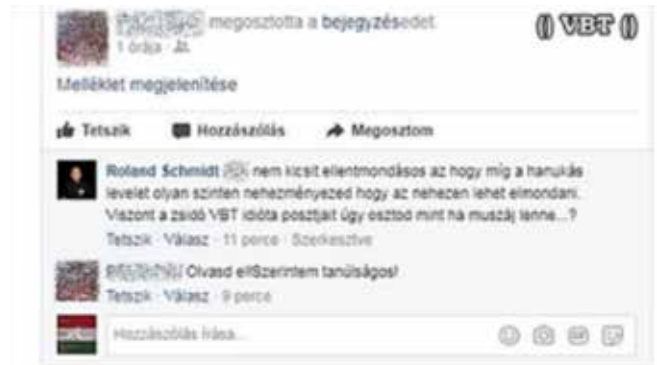 megosztotta a bejegyzésedet.
() VBT ()
1 órája
Melléklet megjelenítése
Tetszik Hozzászólás Megosztom
Roland Schmidt nem kicsit ellentmondásos az hogy míg a hanukás
levelet olyan szinten nehezményezed hogy az nehezen lehet elmondani.
Viszont a zsidó VBT idióta posztjait úgy osztod mint ha muszáj lenne...?
Tetszik · Válasz · 11 perce · Szerkesztve
Olvasd el!Szerintem tanúlságos!
Tetszik · Válasz · 9 perce
Hozzászólás írása...